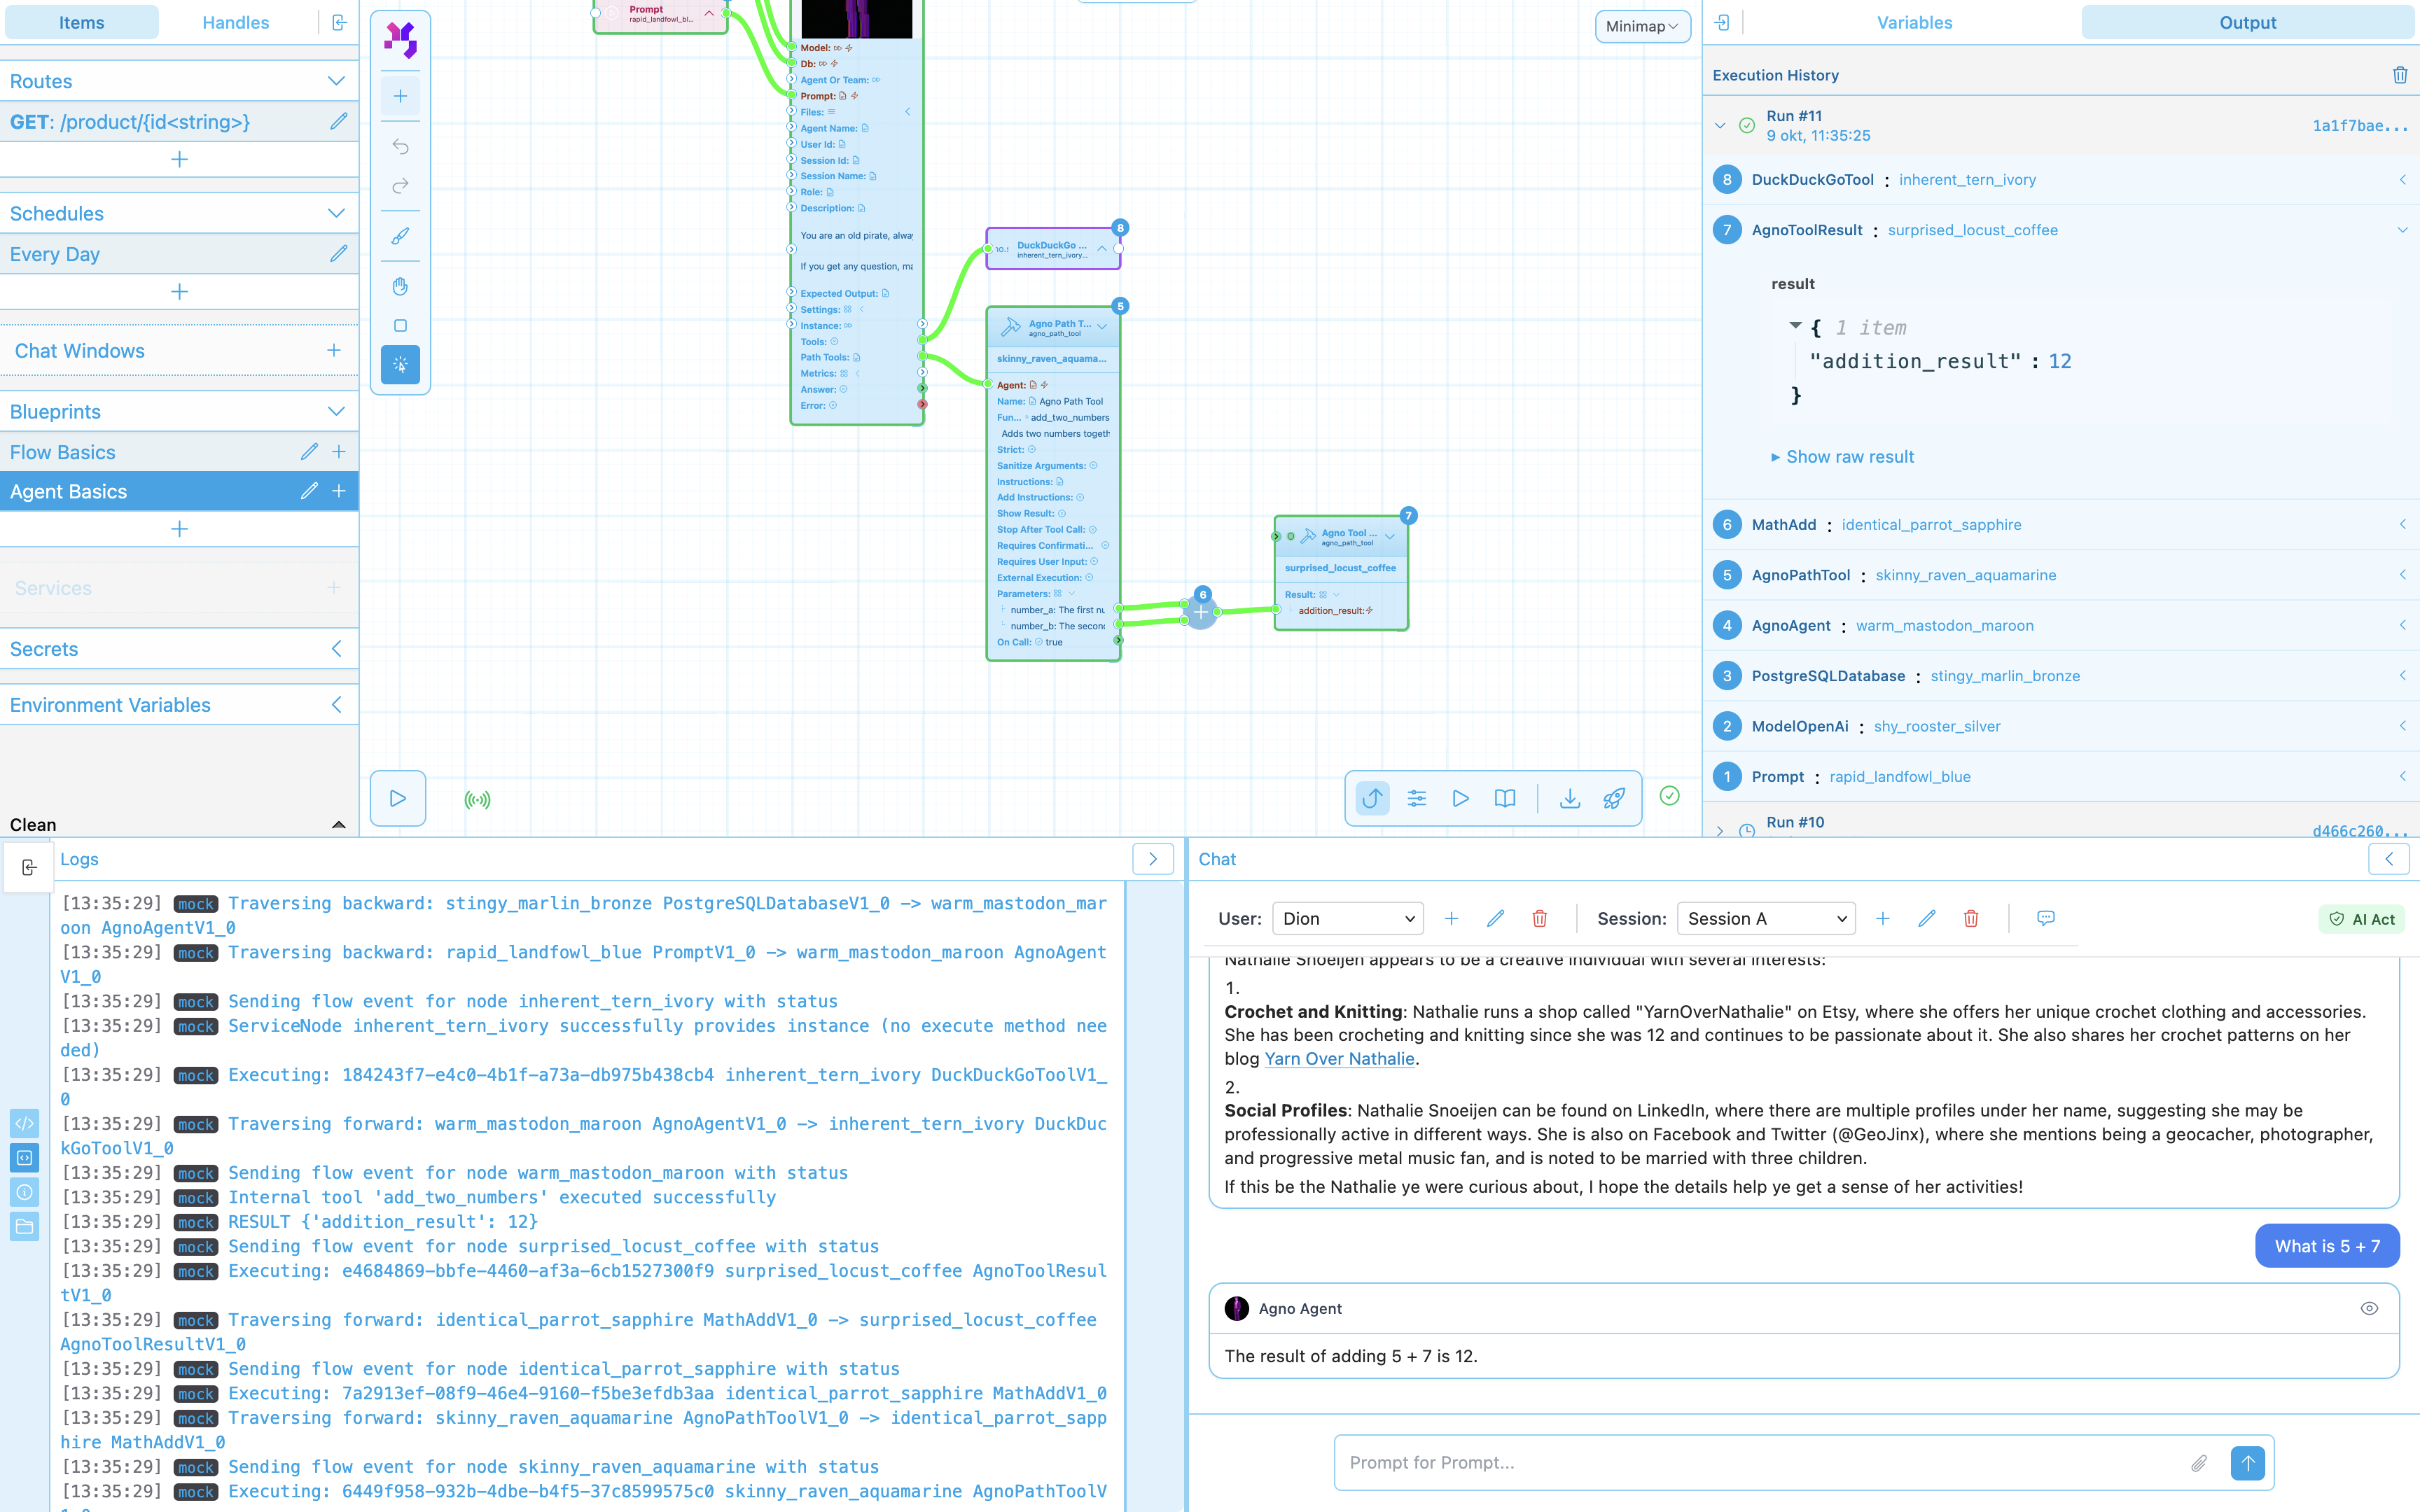 Items
Handles
Routes
GET: /product/{id<string>}
Schedules
Every Day
Chat Windows
Blueprints
Flow Basics
Agent Basics
Services
Secrets
Environment Variables
Clean
Prompt
rapid_landfowl_bl...
Model:
Db:
Agent Or Team:
Prompt:
Files:
Agent Name:
User Id:
Session Id:
Session Name:
Role:
Description:
You are an old pirate, alway
If you get any question, ma
Expected Output:
Settings:
Instance:
Tools:
Path Tools:
Metrics:
Answer:
Error:
8
DuckDuckGo ...
inherent_tern_ivory...
5
Agno Path T...
agno_path_tool
skinny_raven_aquama...
Agent:
Name: Agno Path Tool
Fun... add_two_numbers
Adds two numbers togeth
Strict:
Sanitize Arguments:
Instructions:
Add Instructions:
Show Result:
Stop After Tool Call:
Requires Confirmati...
Requires User Input:
External Execution:
Parameters:
number_a: The first nu
number_b: The second
On Call: true
6
7
Agno Tool ...
agno_path_tool
surprised_locust_coffee
Result:
addition_result:
Minimap
Variables
Output
Execution History
Run #11
9 okt, 11:35:25
1a1f7bae...
8 DuckDuckGoTool : inherent_tern_ivory
7 AgnoToolResult : surprised_locust_coffee
result
{ 1 item
"addition_result" : 12
}
Show raw result
6 MathAdd : identical_parrot_sapphire
5 AgnoPathTool : skinny_raven_aquamarine
4 AgnoAgent : warm_mastodon_maroon
3 PostgreSQLDatabase : stingy_marlin_bronze
2 ModelOpenAi : shy_rooster_silver
1 Prompt : rapid_landfowl_blue
Run #10
d466c260...
Logs
[13:35:29] mock Traversing backward: stingy_marlin_bronze PostgreSQLDatabaseV1_0 -> warm_mastodon_mar
oon AgnoAgentV1_0
[13:35:29] mock Traversing backward: rapid_landfowl_blue PromptV1_0 -> warm_mastodon_maroon AgnoAgent
V1_0
[13:35:29] mock Sending flow event for node inherent_tern_ivory with status
[13:35:29] mock ServiceNode inherent_tern_ivory successfully provides instance (no execute method nee
ded)
[13:35:29] mock Executing: 184243f7-e4c0-4b1f-a73a-db975b438cb4 inherent_tern_ivory DuckDuckGoToolV1_
0
[13:35:29] mock Traversing forward: warm_mastodon_maroon AgnoAgentV1_0 -> inherent_tern_ivory DuckDuc
kGoToolV1_0
[13:35:29] mock Sending flow event for node warm_mastodon_maroon with status
[13:35:29] mock Internal tool 'add_two_numbers' executed successfully
[13:35:29] mock RESULT {'addition_result': 12}
[13:35:29] mock Sending flow event for node surprised_locust_coffee with status
[13:35:29] mock Executing: e4684869-bbfe-4460-af3a-6cb1527300f9 surprised_locust_coffee AgnoToolResul
tV1_0
[13:35:29] mock Traversing forward: identical_parrot_sapphire MathAddV1_0 -> surprised_locust_coffee
AgnoToolResultV1_0
[13:35:29] mock Sending flow event for node identical_parrot_sapphire with status
[13:35:29] mock Executing: 7a2913ef-08f9-46e4-9160-f5be3efdb3aa identical_parrot_sapphire MathAddV1_0
[13:35:29] mock Traversing forward: skinny_raven_aquamarine AgnoPathToolV1_0 -> identical_parrot_sapp
hire MathAddV1_0
[13:35:29] mock Sending flow event for node skinny_raven_aquamarine with status
[13:35:29] mock Executing: 6449f958-932b-4dbe-b4f5-37c8599575c0 skinny_raven_aquamarine AgnoPathToolV
Chat
User: Dion
Session: Session A
AI Act
Nathalie Snoeijen appears to be a creative individual with several interests:
1.
Crochet and Knitting: Nathalie runs a shop called "YarnOverNathalie" on Etsy, where she offers her unique crochet clothing and accessories.
She has been crocheting and knitting since she was 12 and continues to be passionate about it. She also shares her crochet patterns on her
blog Yarn Over Nathalie.
2.
Social Profiles: Nathalie Snoeijen can be found on LinkedIn, where there are multiple profiles under her name, suggesting she may be
professionally active in different ways. She is also on Facebook and Twitter (@GeoJinx), where she mentions being a geocacher, photographer,
and progressive metal music fan, and is noted to be married with three children.
If this be the Nathalie ye were curious about, I hope the details help ye get a sense of her activities!
What is 5 + 7
Agno Agent
The result of adding 5 + 7 is 12.
Prompt for Prompt...